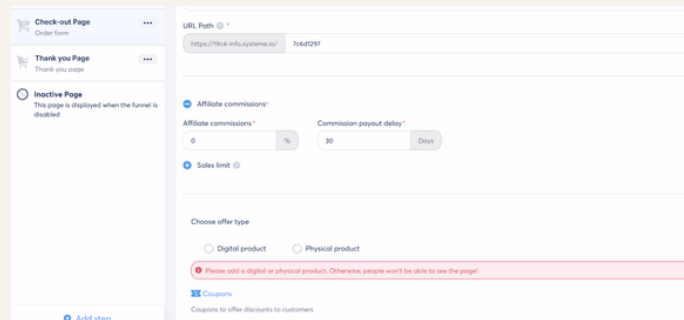 Check-out Page
Order form
Thank you Page
Thank you page
Inactive Page
This page is displayed when the funnel is
disabled
Add step
URL Path *
https://19c4-info.systeme.io/ 7c6d1297
Affiliate commissions*
Affiliate commissions * Commission payout delay *
0 % 30 Days
Sales limit
Choose offer type
Digital product Physical product
Please add a digital or physical product. Otherwise, people won't be able to see the page!
Coupons
Coupons to offer discounts to customers